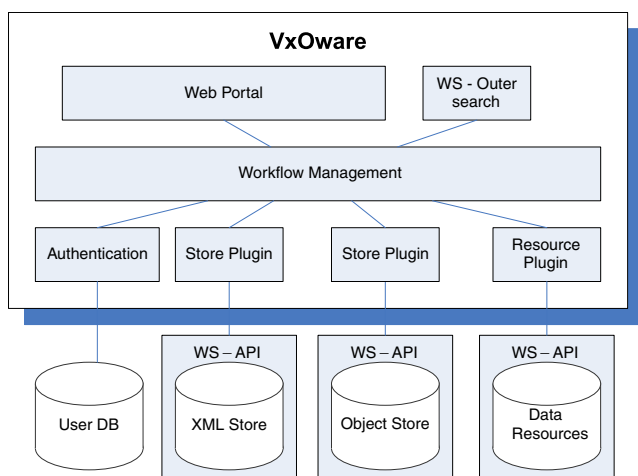 VxOware
Web Portal
WS - Outer
search
Workflow Management
Authentication
Store Plugin
Store Plugin
Resource
Plugin
WS – API
WS – API
WS – API
User DB
XML Store
Object Store
Data
Resources